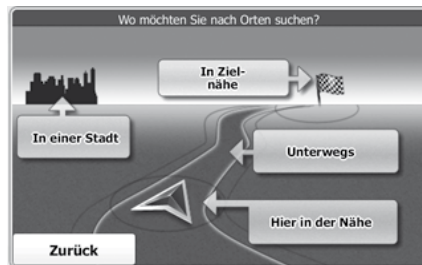 Wo möchten Sie nach Orten suchen?
In Ziel-
nähe
In einer Stadt
Unterwegs
Hier in der Nähe
Zurück